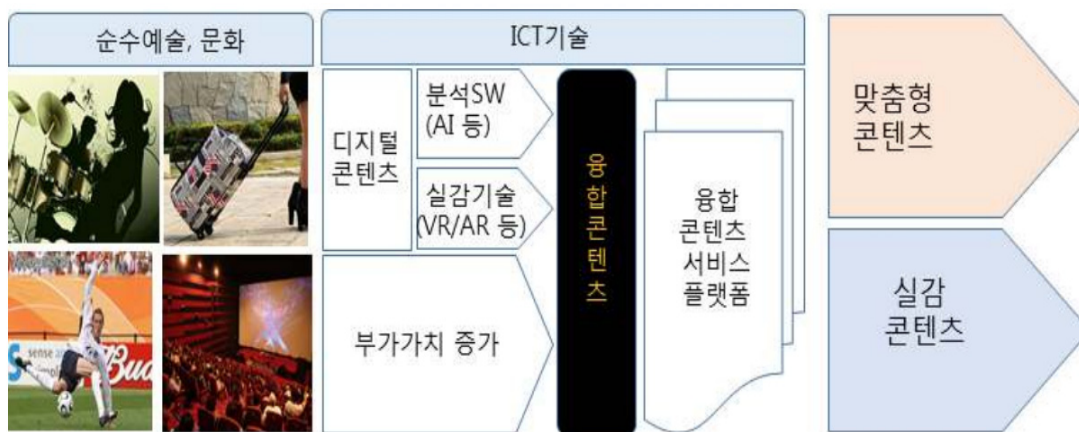 순수예술, 문화
ICT기술
디지털
콘텐츠
분석SW
(AI 등)
실감기술
(VR/AR 등)
부가가치 증가
융합콘텐츠
융합
콘텐츠
서비스
플랫폼
맞춤형
콘텐츠
실감
콘텐츠
sense
Bud